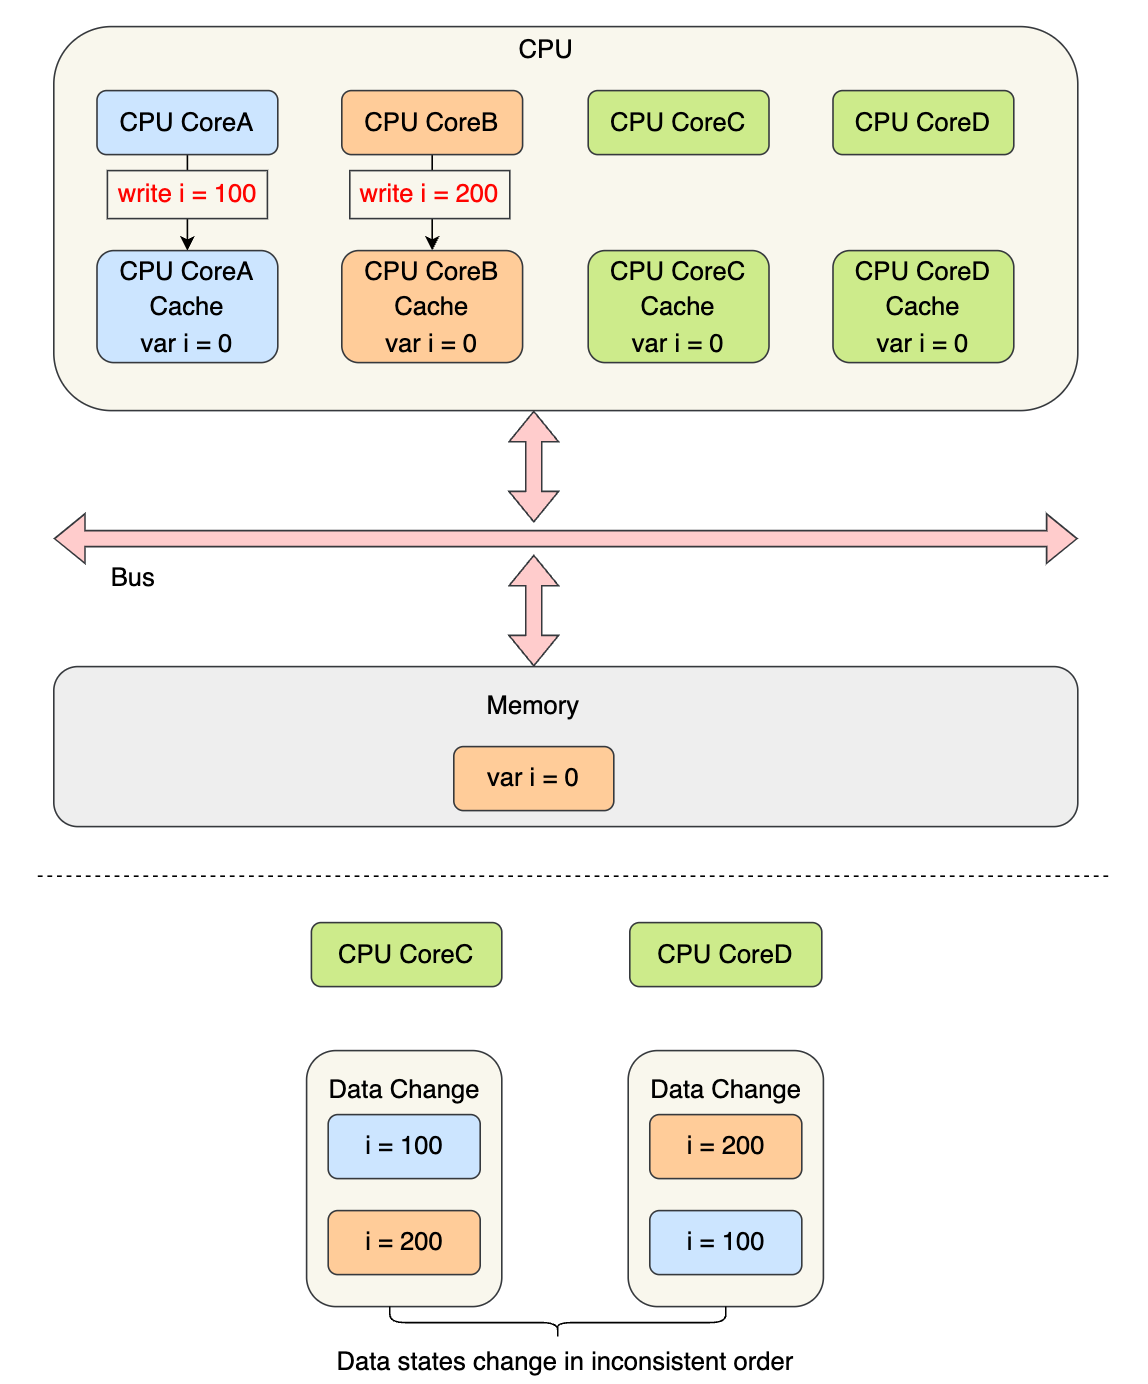 CPU
CPU CoreA
CPU CoreB
CPU CoreC
CPU CoreD
write i = 100
write i = 200
CPU CoreA
Cache
var i = 0
CPU CoreB
Cache
var i = 0
CPU CoreC
Cache
var i = 0
CPU CoreD
Cache
var i = 0
Bus
Memory
var i = 0
CPU CoreC
CPU CoreD
Data Change
i = 100
i = 200
Data Change
i = 200
i = 100
Data states change in inconsistent order